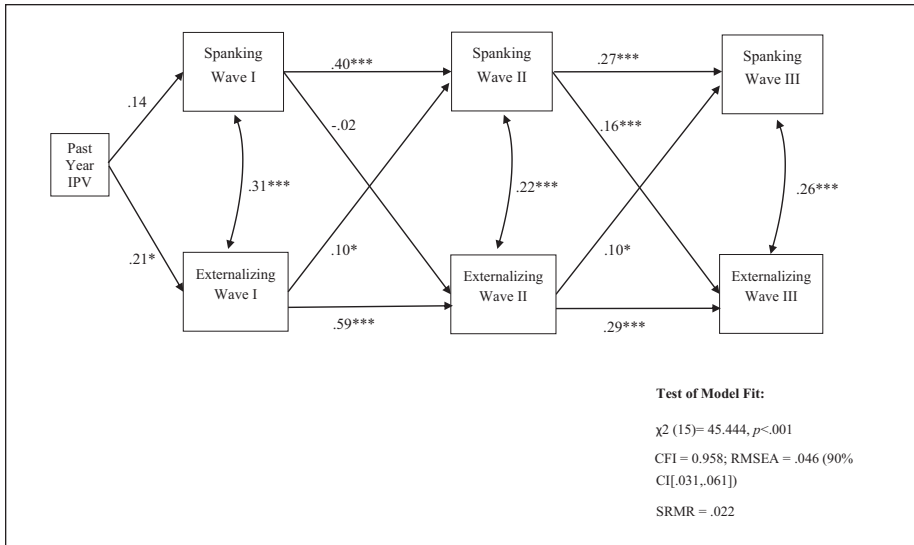 Spanking
Wave I
Spanking
Wave II
Spanking
Wave III
.40***
.27***
.14
-.02
.16***
Past
Year
IPV
.31***
.22***
.26***
.21*
.10*
.10*
Externalizing
Wave I
Externalizing
Wave II
Externalizing
Wave III
.59***
.29***
Test of Model Fit:
χ2 (15)= 45.444, p<.001
CFI = 0.958; RMSEA = .046 (90%
CI[.031,.061])
SRMR = .022